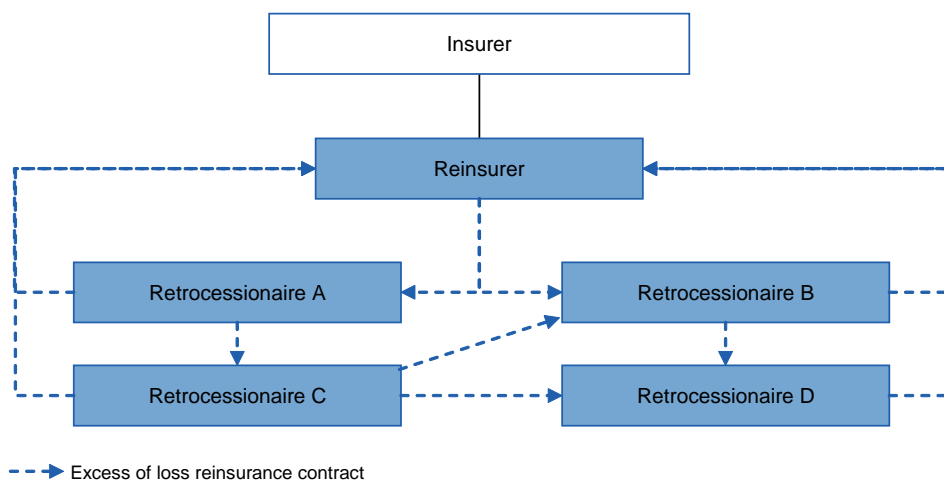 Insurer
Reinsurer
Retrocessionaire A
Retrocessionaire B
Retrocessionaire C
Retrocessionaire D
Excess of loss reinsurance contract